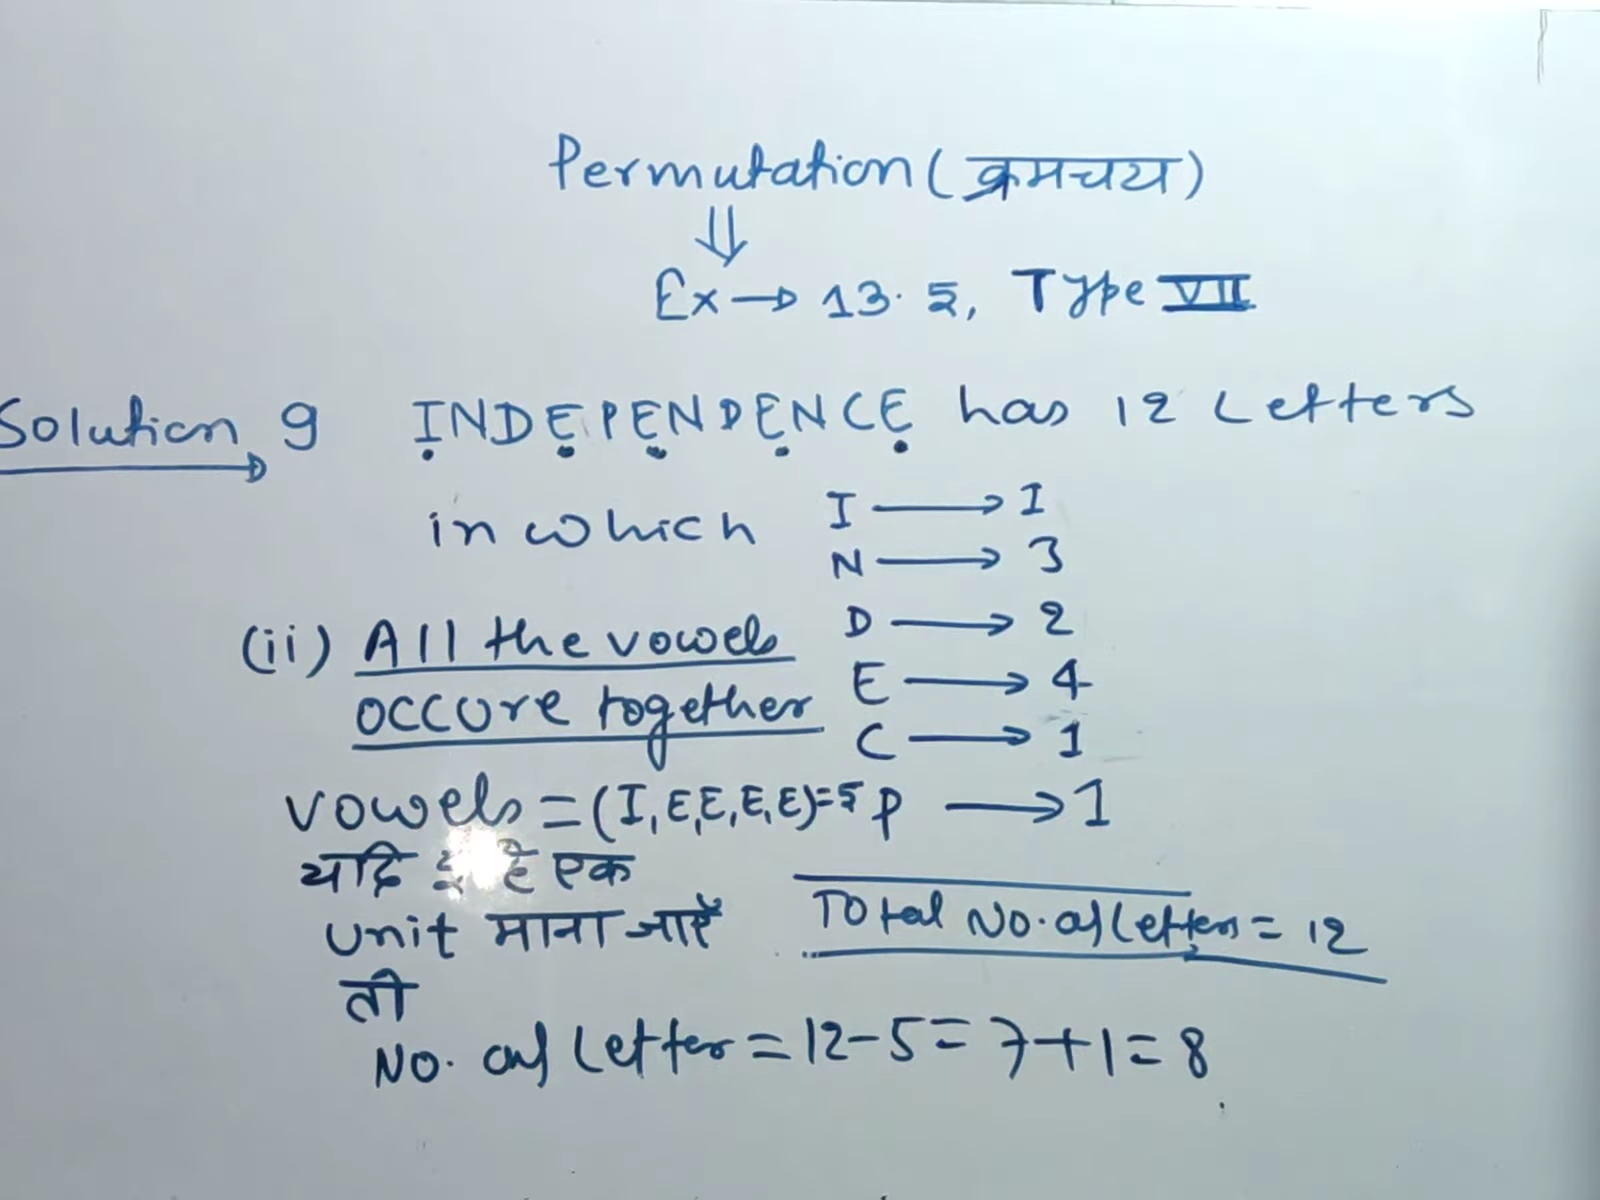 Permutation (क्रमचय)
⇓
Ex → 13.5, Type VII
Solution 9 INDEPENDENCE has 12 Letters
in which I → I
N → 3
D → 2
(ii) All the vowels
E → 4
occure together
C → 1
vowels = (I, E, E, E, E) = 5 P → 1
यदि एक
unit माना जाऐं
Total No. of Letters = 12
तो
No. of Letter = 12 - 5 = 7 + 1 = 8